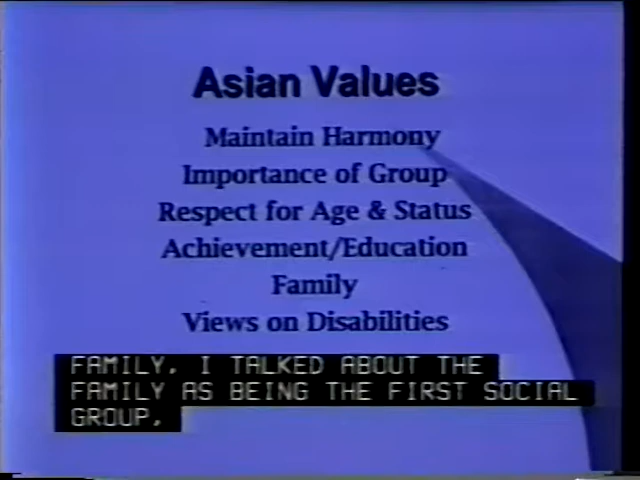 Asian Values
Maintain Harmony
Importance of Group
Respect for Age & Status
Achievement/Education
Family
Views on Disabilities
FAMILY. I TALKED ABOUT THE
FAMILY AS BEING THE FIRST SOCIAL
GROUP.